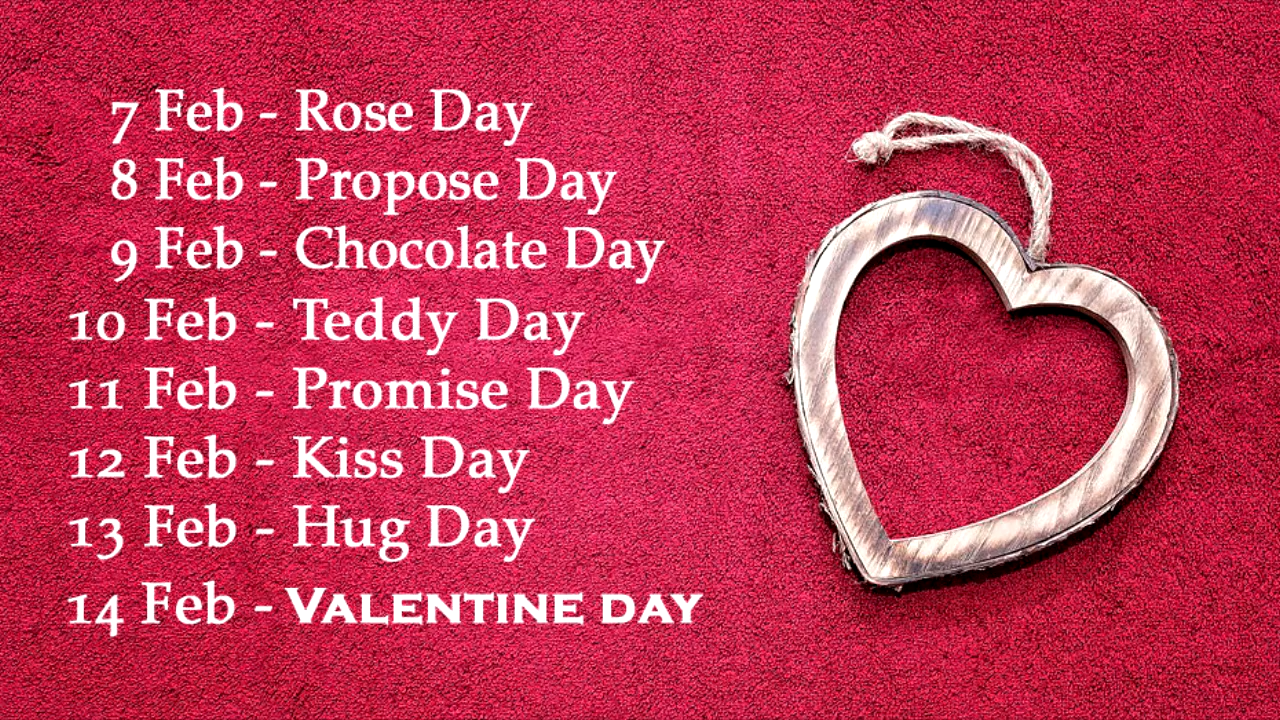 7 Feb - Rose Day
8 Feb - Propose Day
9 Feb - Chocolate Day
10 Feb - Teddy Day
11 Feb - Promise Day
12 Feb - Kiss Day
13 Feb - Hug Day
14 Feb - VALENTINE DAY